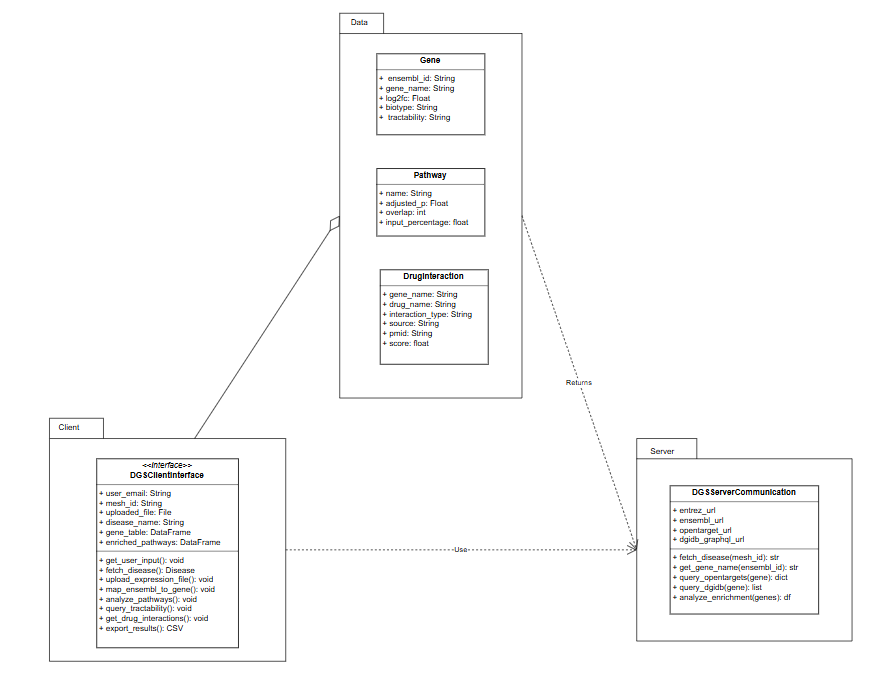 Data
Gene
+ ensembl_id: String
+ gene_name: String
+ log2fc: Float
+ biotype: String
+ tractability: String
Pathway
+ name: String
+ adjusted_p: Float
+ overlap: int
+ input_percentage: float
DrugInteraction
+ gene_name: String
+ drug_name: String
+ interaction_type: String
+ source: String
+ pmid: String
+ score: float
Returns
Client
<<Interface>>
DGSClientInterface
+ user_email: String
+ mesh_id: String
+ uploaded_file: File
+ disease_name: String
+ gene_table: DataFrame
+ enriched_pathways: DataFrame
+ get_user_input(): void
+ fetch_disease(): Disease
+ upload_expression_file(): void
+ map_ensembl_to_gene(): void
+ analyze_pathways(): void
+ query_tractability(): void
+ get_drug_interactions(): void
+ export_results(): CSV
Use
Server
DGSServerCommunication
+ entrez_url
+ ensembl_url
+ opentarget_url
+ dgidb_graphql_url
+ fetch_disease(mesh_id): str
+ get_gene_name(ensembl_id): str
+ query_opentargets(gene): dict
+ query_dgidb(gene): list
+ analyze_enrichment(genes): df